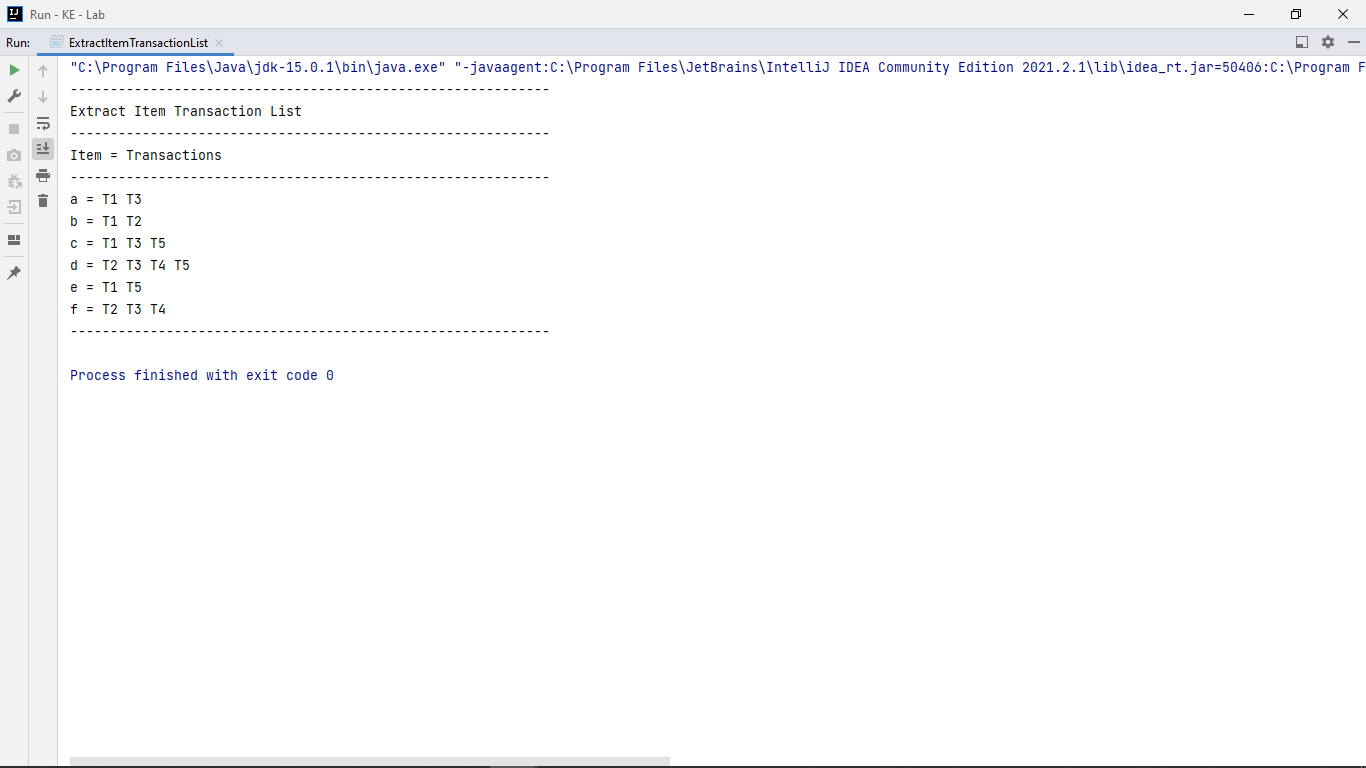 Run - KE - Lab
Run:
ExtractItemTransactionList
"C:\Program Files\Java\jdk-15.0.1\bin\java.exe" "-javaagent:C:\Program Files\JetBrains\IntelliJ IDEA Community Edition 2021.2.1\lib\idea_rt.jar=50406:C:\Program F
------------------------------------------------------------
Extract Item Transaction List
------------------------------------------------------------
Item = Transactions
------------------------------------------------------------
a = T1 T3
b = T1 T2
c = T1 T3 T5
d = T2 T3 T4 T5
e = T1 T5
f = T2 T3 T4
------------------------------------------------------------
Process finished with exit code 0